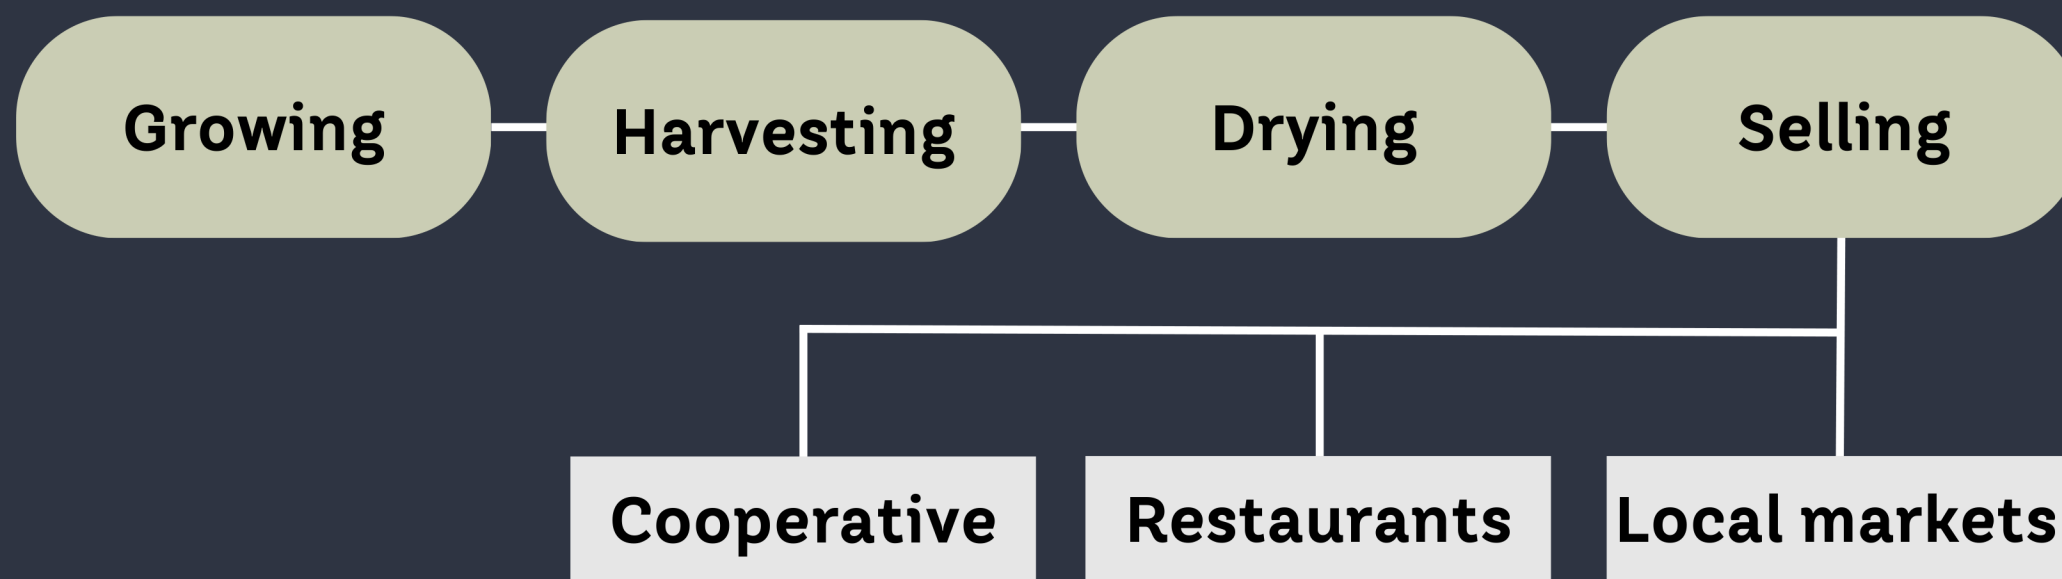 Growing
Harvesting
Drying
Selling
Cooperative
Restaurants
Local markets